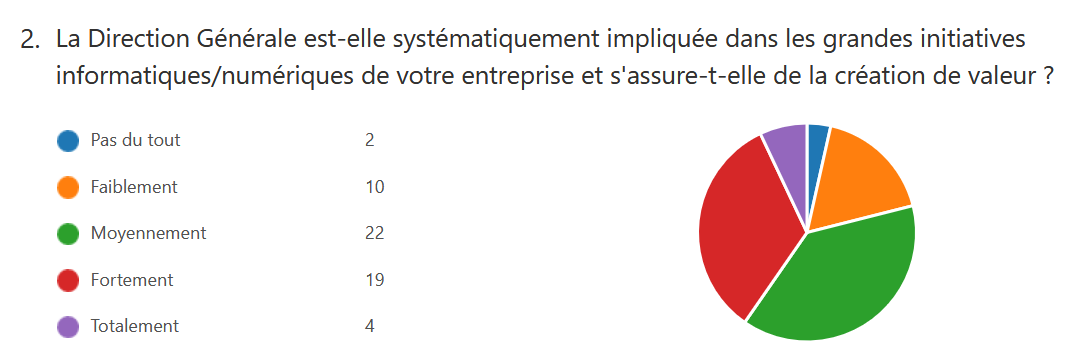 2. La Direction Générale est-elle systématiquement impliquée dans les grandes initiatives
informatiques/numériques de votre entreprise et s'assure-t-elle de la création de valeur ?
Pas du tout 2
Faiblement 10
Moyennement 22
Fortement 19
Totalement 4